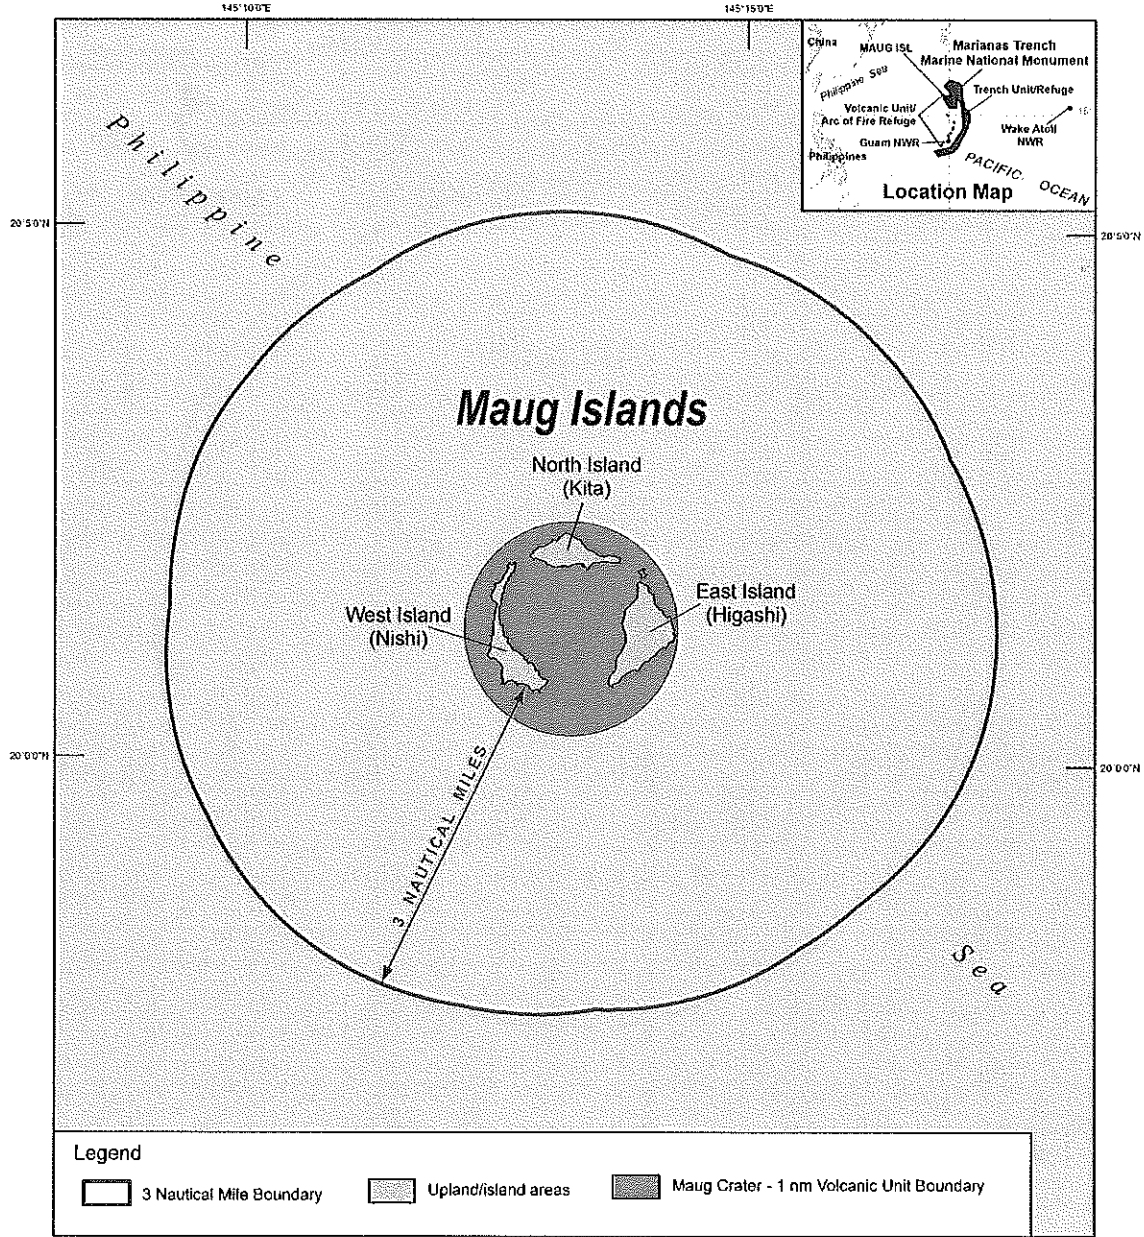 145°10'0"E
145°15'0"E
China
MAUG ISL
Marianas Trench
Marine National Monument
Philippine Sea
Trench Unit/Refuge
Volcanic Unit/
Arc of Fire Refuge
15°
Wake Atoll
NWR
Guam NWR
Philippines
PACIFIC OCEAN
Location Map
Philippine
20°5'0"N
20°5'0"N
Maug Islands
North Island
(Kita)
East Island
(Higashi)
West Island
(Nishi)
3 NAUTICAL MILES
20°0'0"N
20°0'0"N
Sea
Legend
3 Nautical Mile Boundary
Upland/island areas
Maug Crater - 1 nm Volcanic Unit Boundary